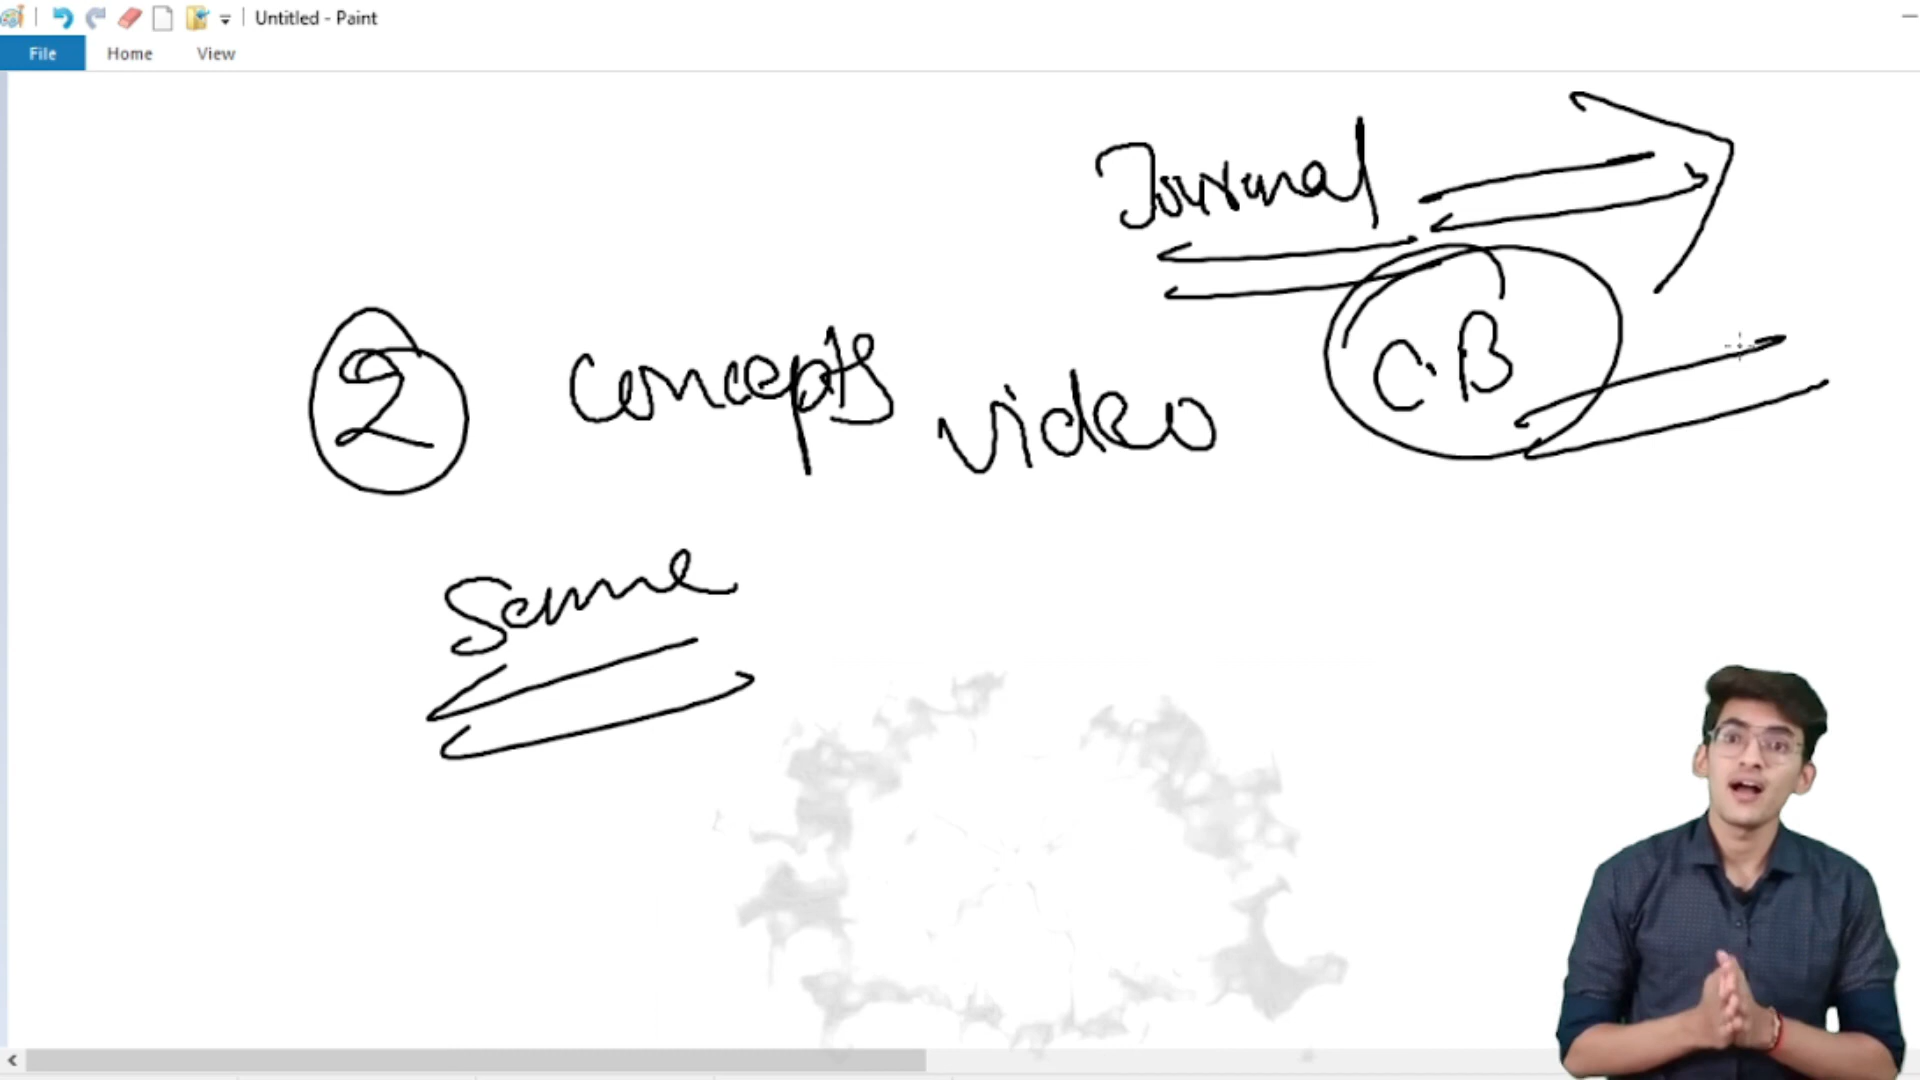 Untitled - Paint
File Home View
Journal
2 concepts video C.B
Same